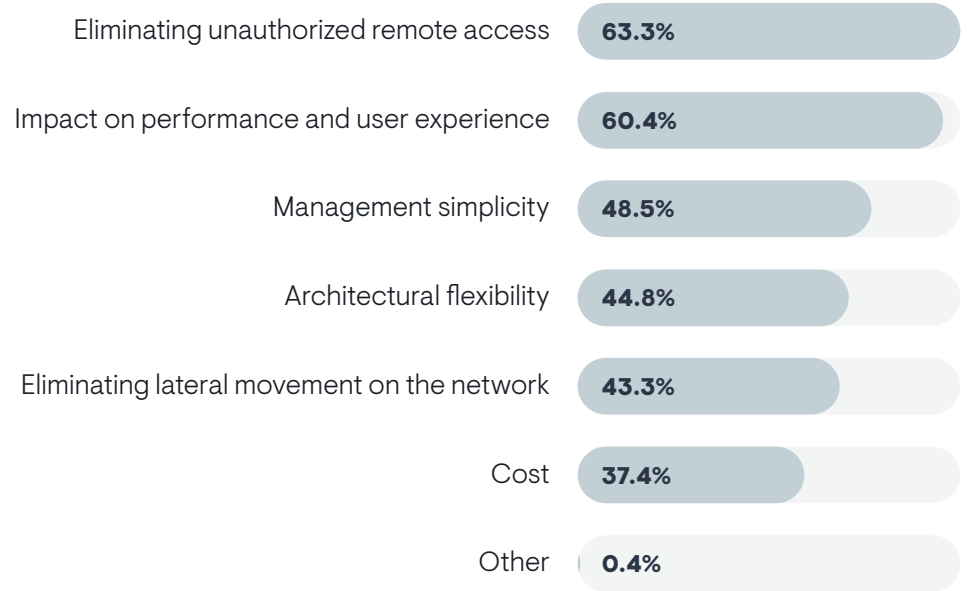 Eliminating unauthorized remote access 63.3%
Impact on performance and user experience 60.4%
Management simplicity 48.5%
Architectural flexibility 44.8%
Eliminating lateral movement on the network 43.3%
Cost 37.4%
Other 0.4%